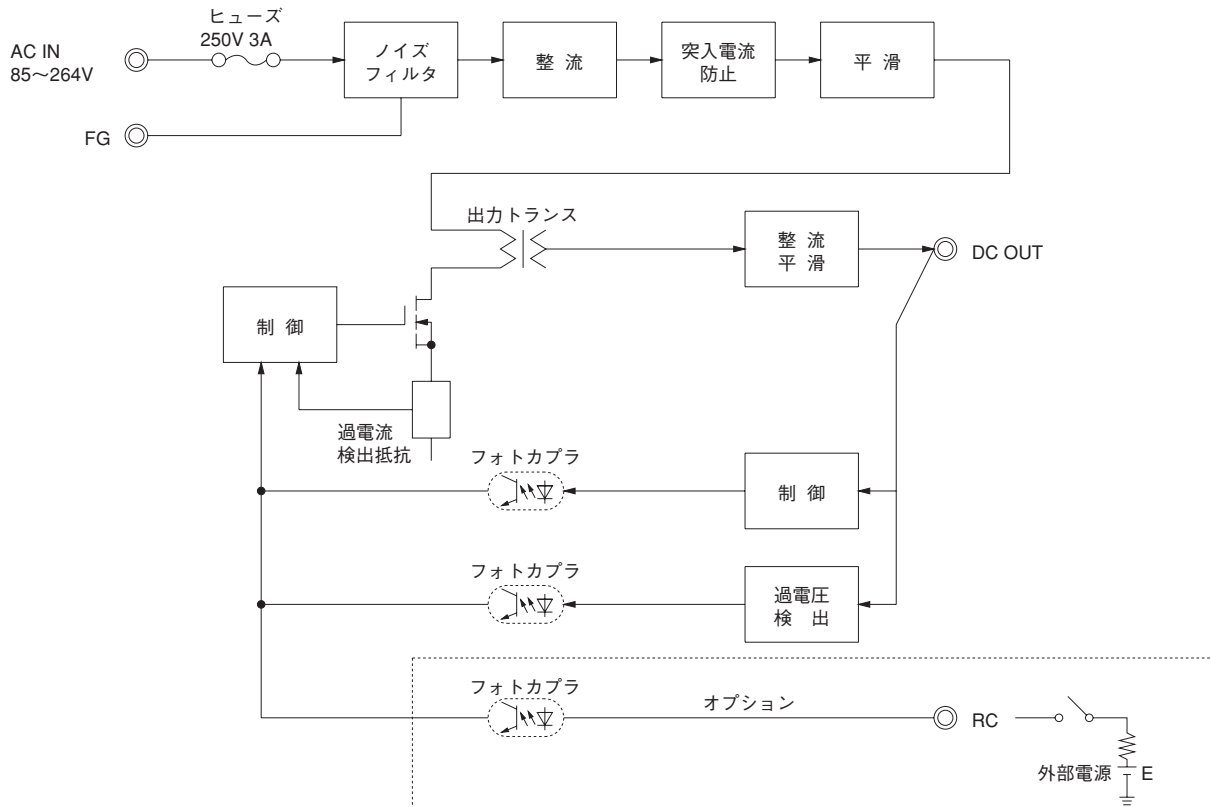 ヒューズ
250V 3A
AC IN
85～264V
ノイズ
フィルタ
整 流
突入電流
防止
平 滑
FG
出力トランス
整 流
平 滑
DC OUT
制 御
過電流
検出抵抗
フォトカプラ
制 御
フォトカプラ
過電圧
検 出
フォトカプラ
オプション
RC
外部電源
E